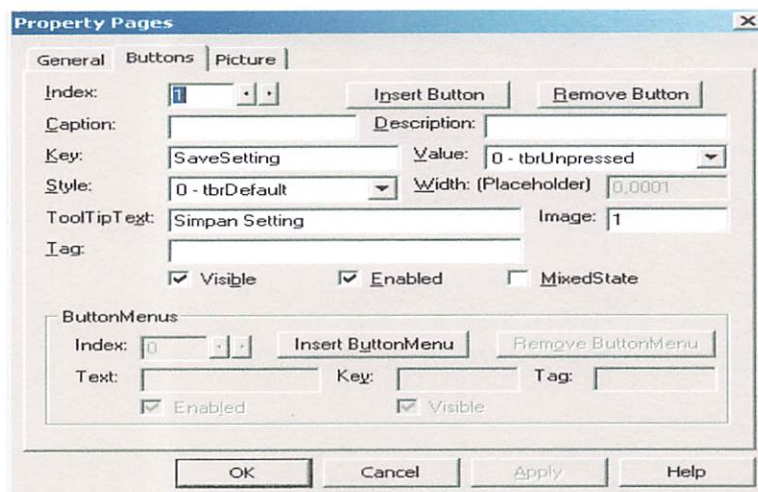 Property Pages
General Buttons Picture
Index: 1 Insert Button Remove Button
Caption: Description:
Key: SaveSetting Value: 0 - tbrUnpressed
Style: 0 - tbrDefault Width: (Placeholder) 0,0001
ToolTipText: Simpan Setting Image: 1
Tag:
Visible Enabled MixedState
ButtonMenus
Index: 0 Insert ButtonMenu Remove ButtonMenu
Text: Key: Tag:
Enabled Visible
OK Cancel Apply Help